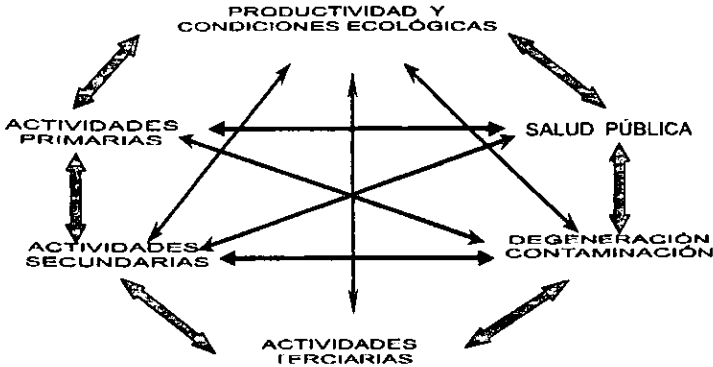 PRODUCTIVIDAD Y
CONDICIONES ECOLÓGICAS
ACTIVIDADES
PRIMARIAS
SALUD PÚBLICA
ACTIVIDADES
SECUNDARIAS
DEGENERACIÓN
CONTAMINACIÓN
ACTIVIDADES
TERCIARIAS